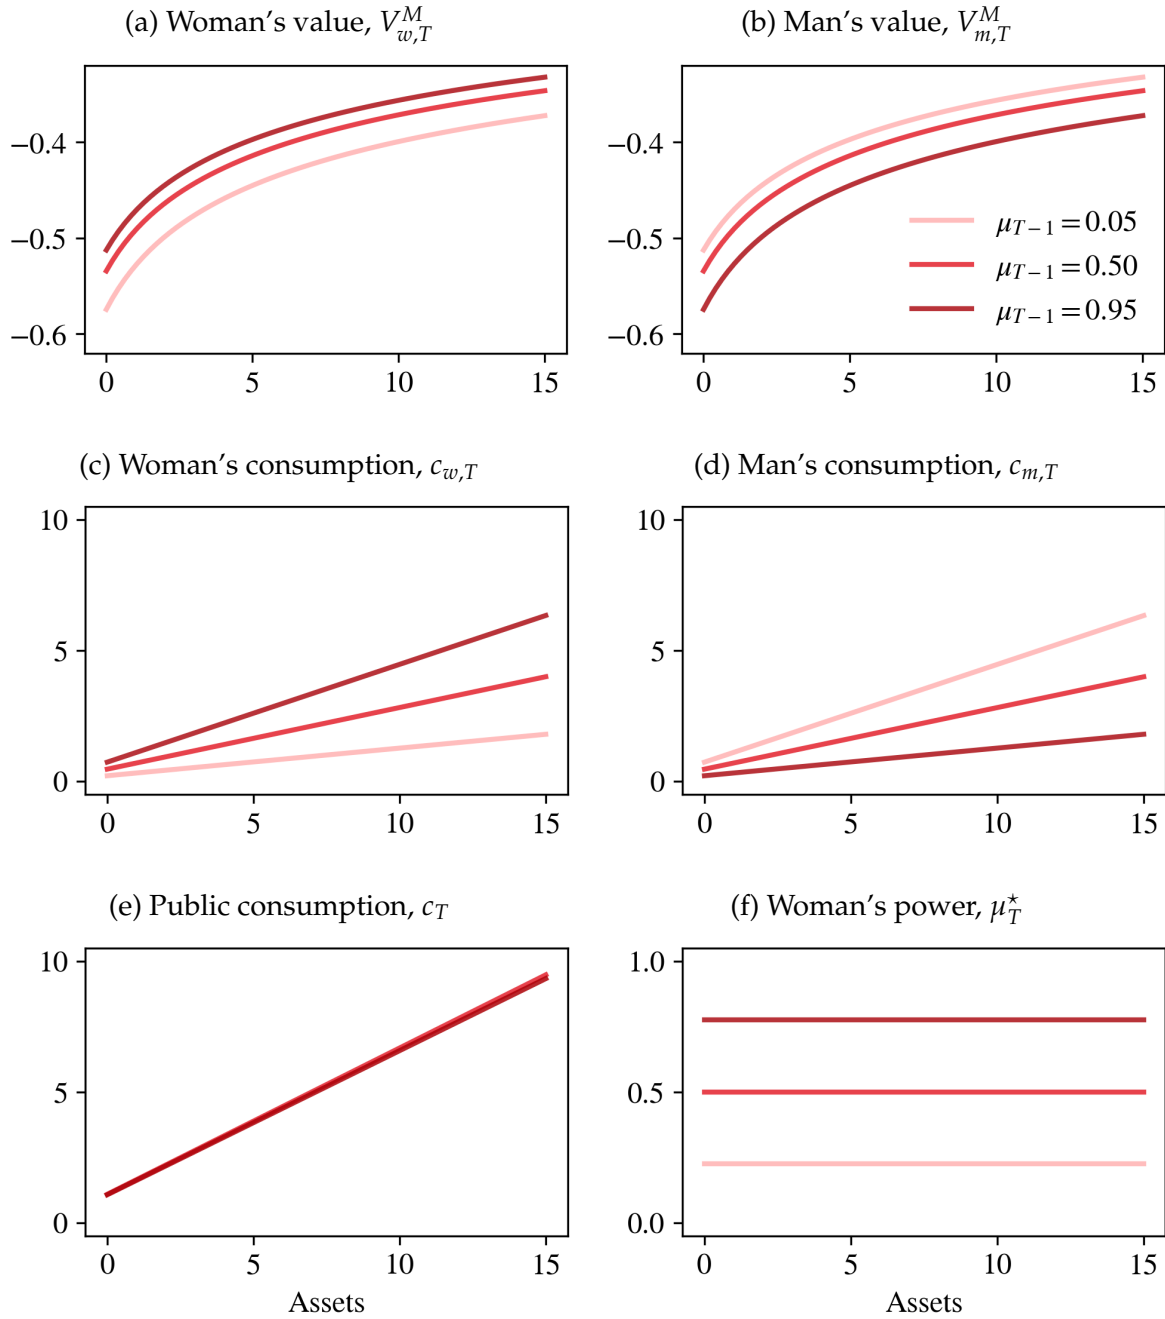 (a) Woman’s value, $V^M_{w,T}$
(b) Man’s value, $V^M_{m,T}$
−0.4
−0.5
−0.6
0 5 10 15
−0.4
−0.5
−0.6
μ_{T−1}=0.05
μ_{T−1}=0.50
μ_{T−1}=0.95
0 5 10 15
(c) Woman’s consumption, $c_{w,T}$
(d) Man’s consumption, $c_{m,T}$
10
5
0
0 5 10 15
10
5
0
0 5 10 15
(e) Public consumption, $c_T$
(f) Woman’s power, $μ^⋆_T$
10
5
0
0 5 10 15
Assets
1.0
0.5
0.0
0 5 10 15
Assets